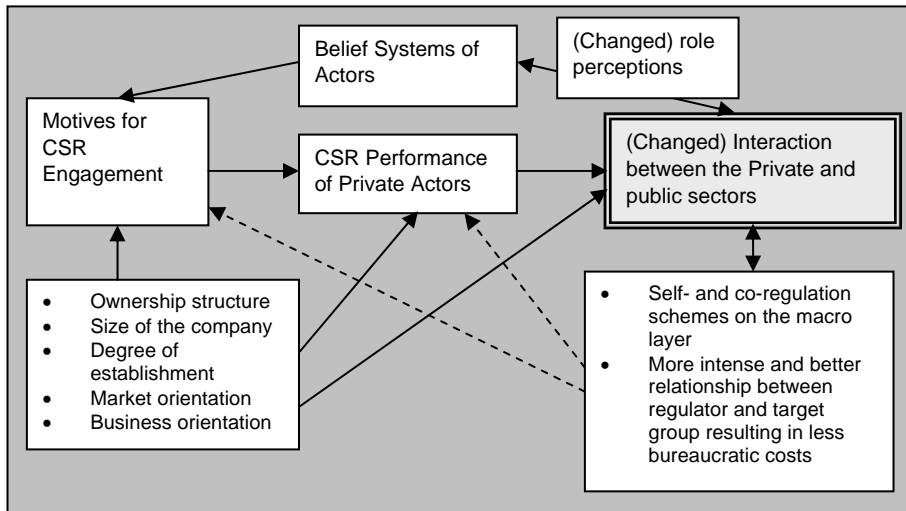 Belief Systems of
Actors
(Changed) role
perceptions
Motives for
CSR
Engagement
CSR Performance
of Private Actors
(Changed) Interaction
between the Private and
public sectors
• Ownership structure
• Size of the company
• Degree of
establishment
• Market orientation
• Business orientation
• Self- and co-regulation
schemes on the macro
layer
• More intense and better
relationship between
regulator and target
group resulting in less
bureaucratic costs